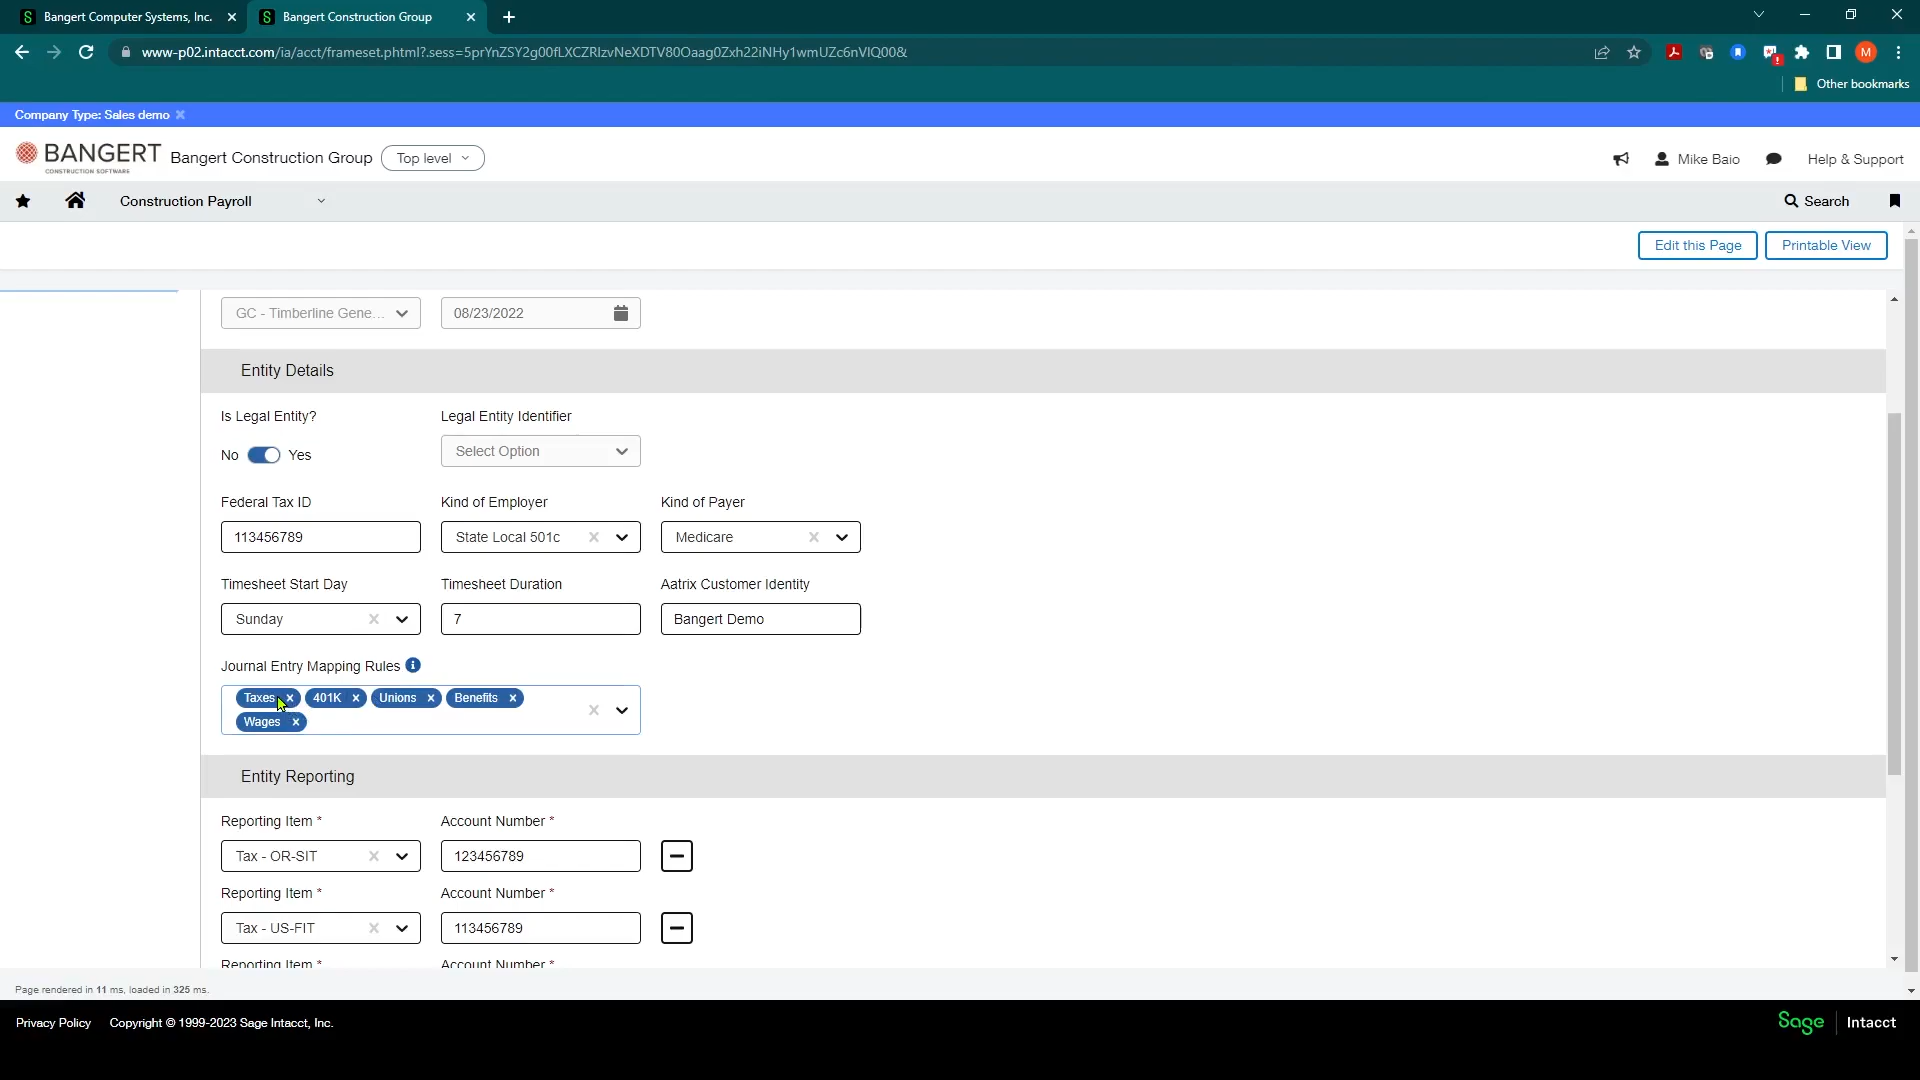 Bangert Computer Systems, Inc.
Bangert Construction Group
www-p02.intacct.com/ia/acct/frameset.phtml?.sess=5prYnZSY2g00fLXCZRIzvNeXDTV80Oaag0Zxh22iNHy1wmUZc6nVIQ00&
M
Other bookmarks
Company Type: Sales demo
BANGERT
CONSTRUCTION SOFTWARE
Bangert Construction Group
Top level
Mike Baio
Help & Support
Construction Payroll
Search
Edit this Page
Printable View
GC - Timberline Gene...
08/23/2022
Entity Details
Is Legal Entity?
Legal Entity Identifier
No
Yes
Select Option
Federal Tax ID
Kind of Employer
Kind of Payer
113456789
State Local 501c
Medicare
Timesheet Start Day
Timesheet Duration
Aatrix Customer Identity
Sunday
7
Bangert Demo
Journal Entry Mapping Rules
Taxes
401K
Unions
Benefits
Wages
Entity Reporting
Reporting Item *
Account Number *
Tax - OR-SIT
123456789
Reporting Item *
Account Number *
Tax - US-FIT
113456789
Reporting Item *
Account Number *
Page rendered in 11 ms, loaded in 325 ms.
Privacy Policy
Copyright © 1999-2023 Sage Intacct, Inc.
Sage
Intacct